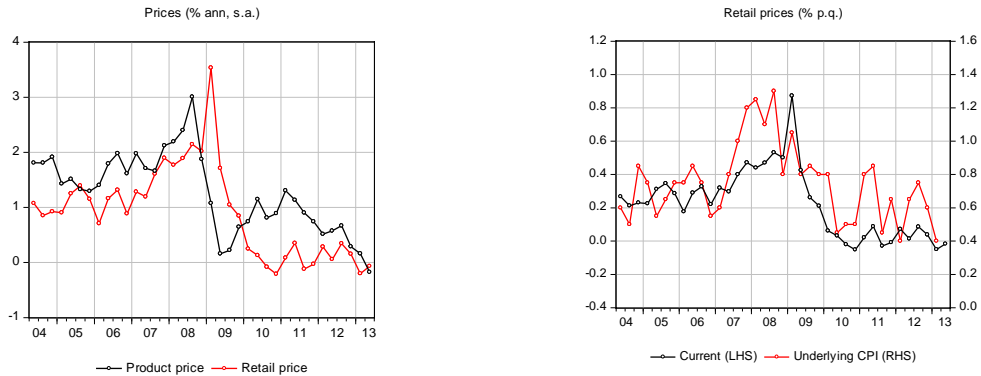 Prices (% ann, s.a.)
4
3
2
1
0
-1
04 05 06 07 08 09 10 11 12 13
Product price Retail price
Retail prices (% p.q.)
1.2 1.6
1.0 1.4
0.8 1.2
0.6 1.0
0.4 0.8
0.2 0.6
0.0 0.4
-0.2 0.2
-0.4 0.0
04 05 06 07 08 09 10 11 12 13
Current (LHS) Underlying CPI (RHS)